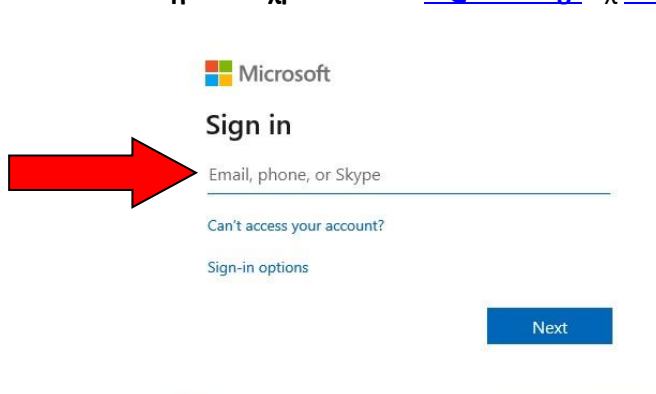 Microsoft
Sign in
Email, phone, or Skype
Can't access your account?
Sign-in options
Next